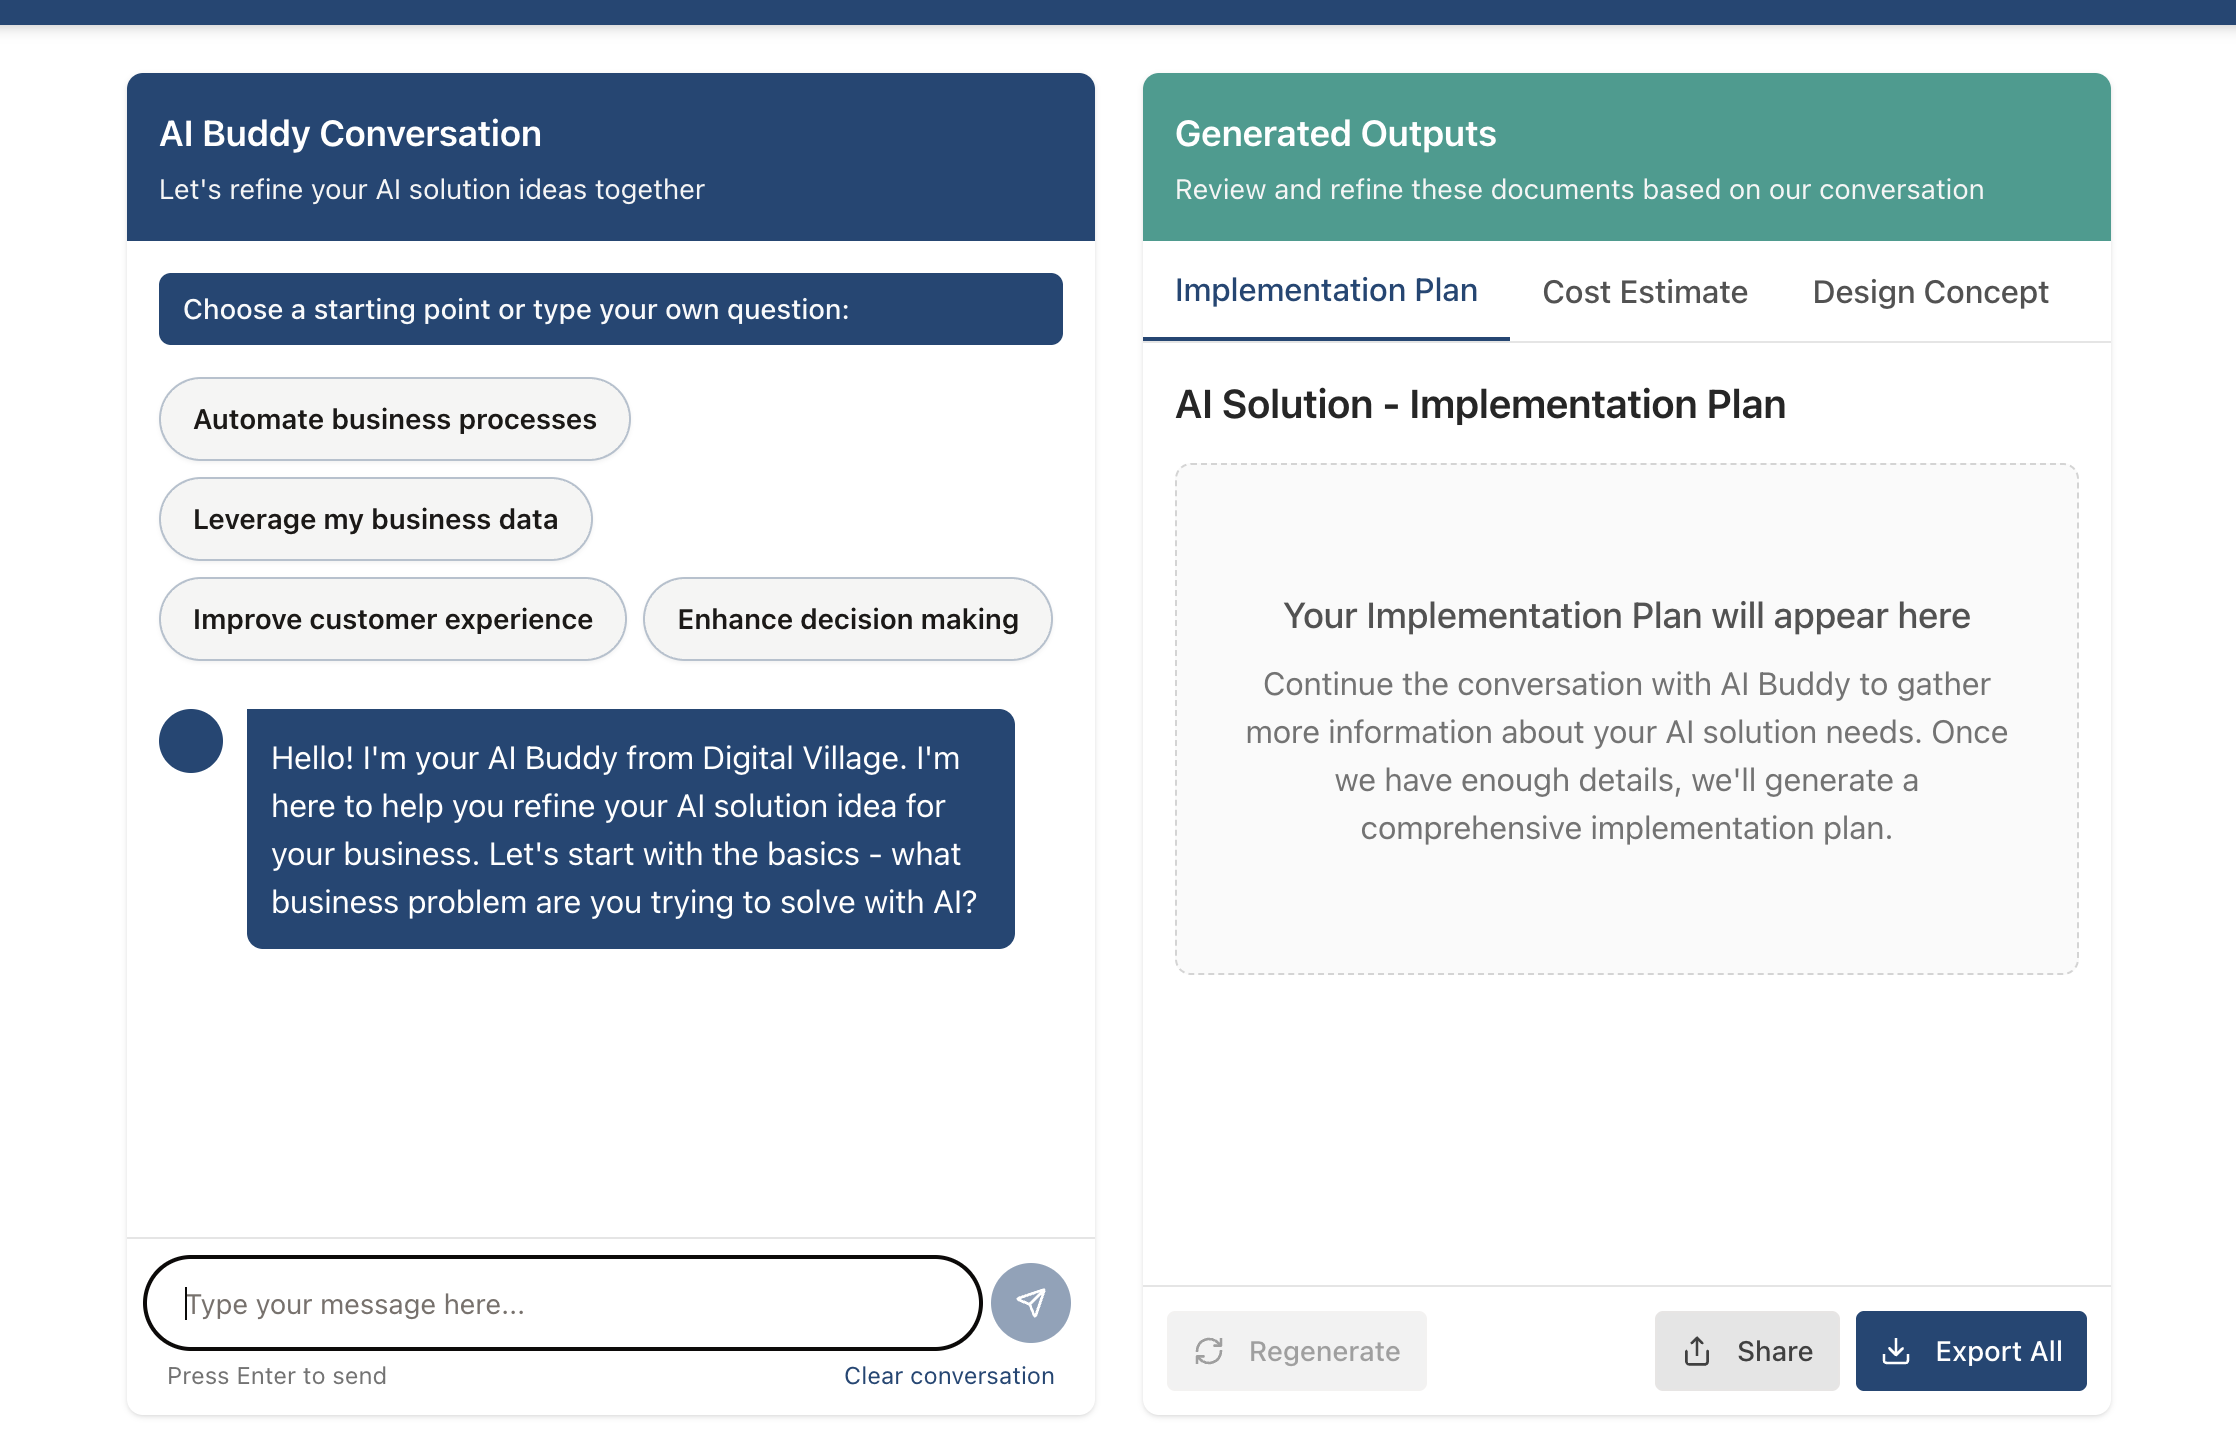 AI Buddy Conversation
Let's refine your AI solution ideas together
Choose a starting point or type your own question:
Automate business processes
Leverage my business data
Improve customer experience
Enhance decision making
Hello! I'm your AI Buddy from Digital Village. I'm
here to help you refine your AI solution idea for
your business. Let's start with the basics - what
business problem are you trying to solve with AI?
Type your message here...
Press Enter to send
Clear conversation
Generated Outputs
Review and refine these documents based on our conversation
Implementation Plan
Cost Estimate
Design Concept
AI Solution - Implementation Plan
Your Implementation Plan will appear here
Continue the conversation with AI Buddy to gather
more information about your AI solution needs. Once
we have enough details, we'll generate a
comprehensive implementation plan.
Regenerate
Share
Export All